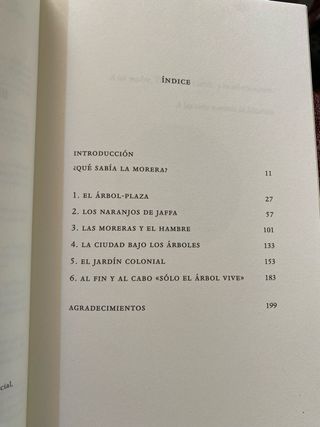 ÍNDICE
INTRODUCCIÓN
¿QUÉ SABÍA LA MORERA? 11
1. EL ÁRBOL-PLAZA 27
2. LOS NARANJOS DE JAFFA 57
3. LAS MORERAS Y EL HAMBRE 101
4. LA CIUDAD BAJO LOS ÁRBOLES 133
5. EL JARDÍN COLONIAL 153
6. AL FIN Y AL CABO «SÓLO EL ÁRBOL VIVE» 183
AGRADECIMIENTOS 199
cial.